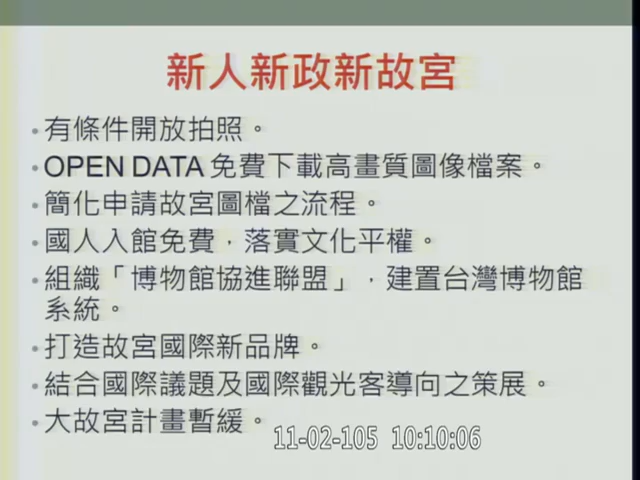 新人新政新故宮
•有條件開放拍照。
•OPEN DATA 免費下載高畫質圖像檔案。
•簡化申請故宮圖檔之流程。
•國人入館免費，落實文化平權。
•組織「博物館協進聯盟」，建置台灣博物館
系統。
•打造故宮國際新品牌。
•結合國際議題及國際觀光客導向之策展。
•大故宮計畫暫緩。
11-02-105 10:10:06